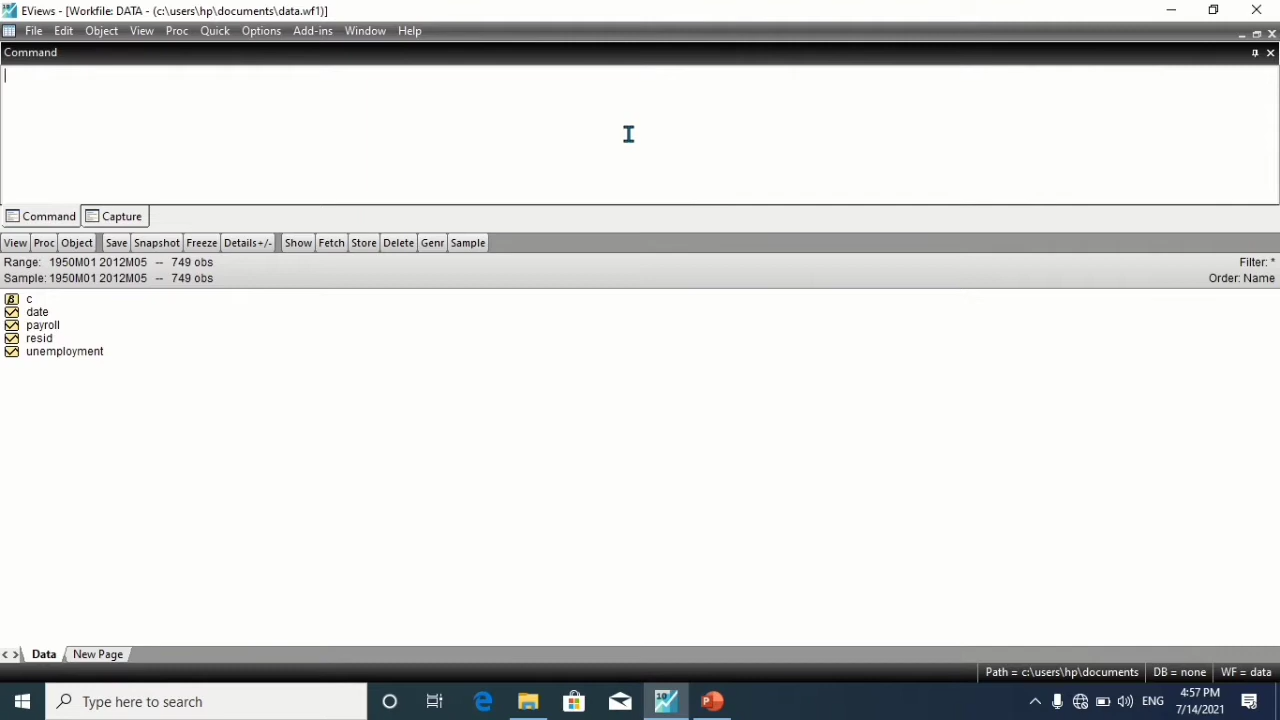 EViews - [Workfile: DATA - (c:\users\hp\documents\data.wf1)]
File Edit Object View Proc Quick Options Add-ins Window Help
Command
Command Capture
View Proc Object Save Snapshot Freeze Details+/- Show Fetch Store Delete Genr Sample
Range: 1950M01 2012M05 -- 749 obs Filter: *
Sample: 1950M01 2012M05 -- 749 obs Order: Name
β c
date
payroll
resid
unemployment
Data New Page
Path = c:\users\hp\documents DB = none WF = data
Type here to search 10 ENG 4:57 PM
7/14/2021